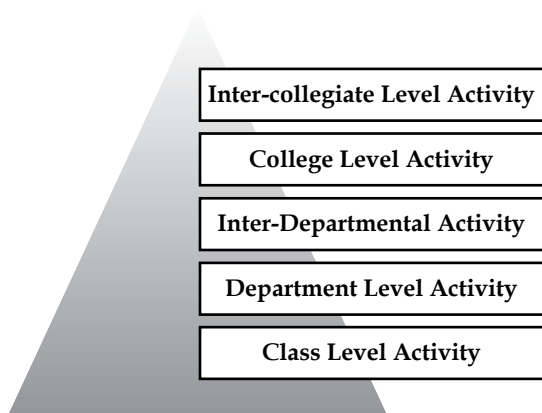 Inter-collegiate Level Activity
College Level Activity
Inter-Departmental Activity
Department Level Activity
Class Level Activity